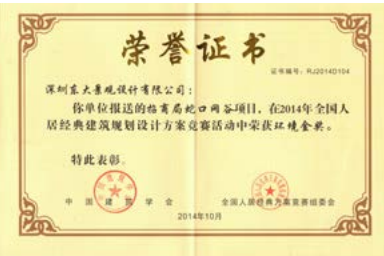 荣誉证书
证书编号：RJ2014D104
深圳东大景观设计有限公司：
你单位报送的招商局蛇口网谷项目，在2014年全国人
居经典建筑规划设计方案竞赛活动中荣获环境金奖。
特此表彰。
中国建筑学会 全国人居经典方案竞赛组委会
2014年10月